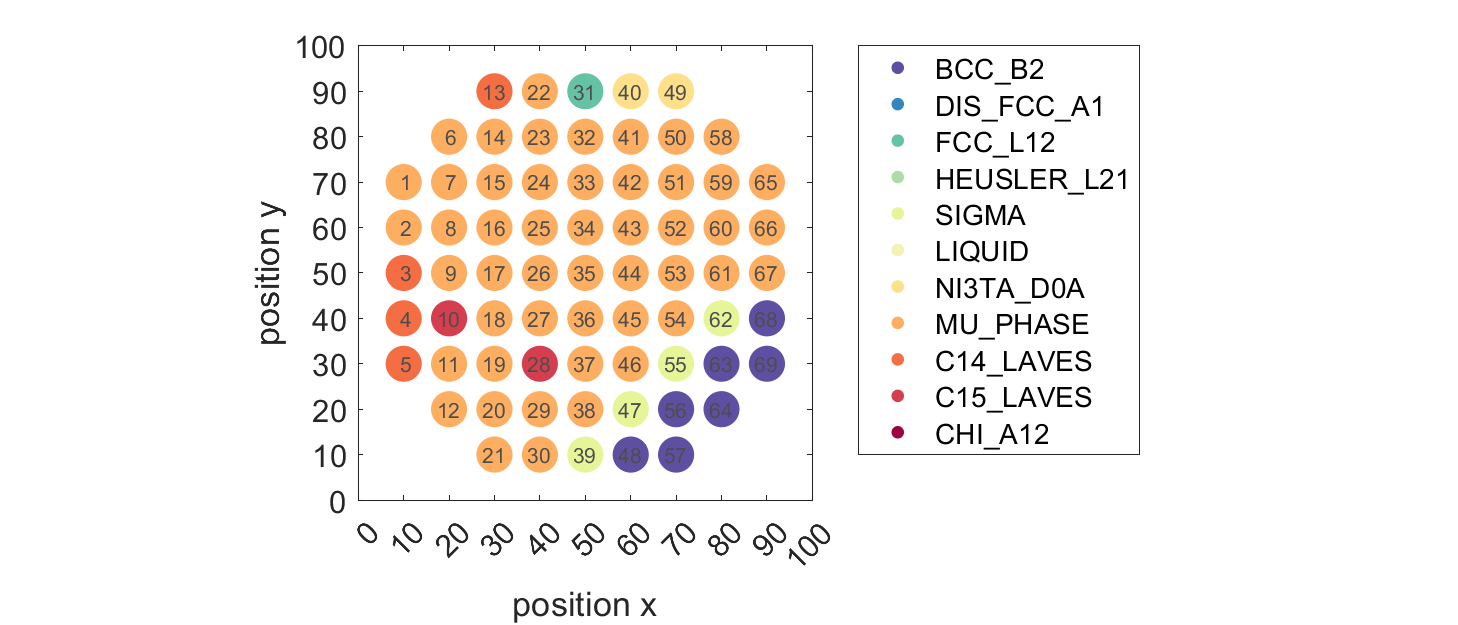 100
90
80
70
60
50
40
30
20
10
0
position y
13 22 31 40 49
6 14 23 32 41 50 58
1 7 15 24 33 42 51 59 65
2 8 16 25 34 43 52 60 66
3 9 17 26 35 44 53 61 67
4 10 18 27 36 45 54 62 68
5 11 19 28 37 46 55 63 69
12 20 29 38 47 56 64
21 30 39 48 57
0 10 20 30 40 50 60 70 80 90 100
position x
BCC_B2
DIS_FCC_A1
FCC_L12
HEUSLER_L21
SIGMA
LIQUID
NI3TA_D0A
MU_PHASE
C14_LAVES
C15_LAVES
CHI_A12